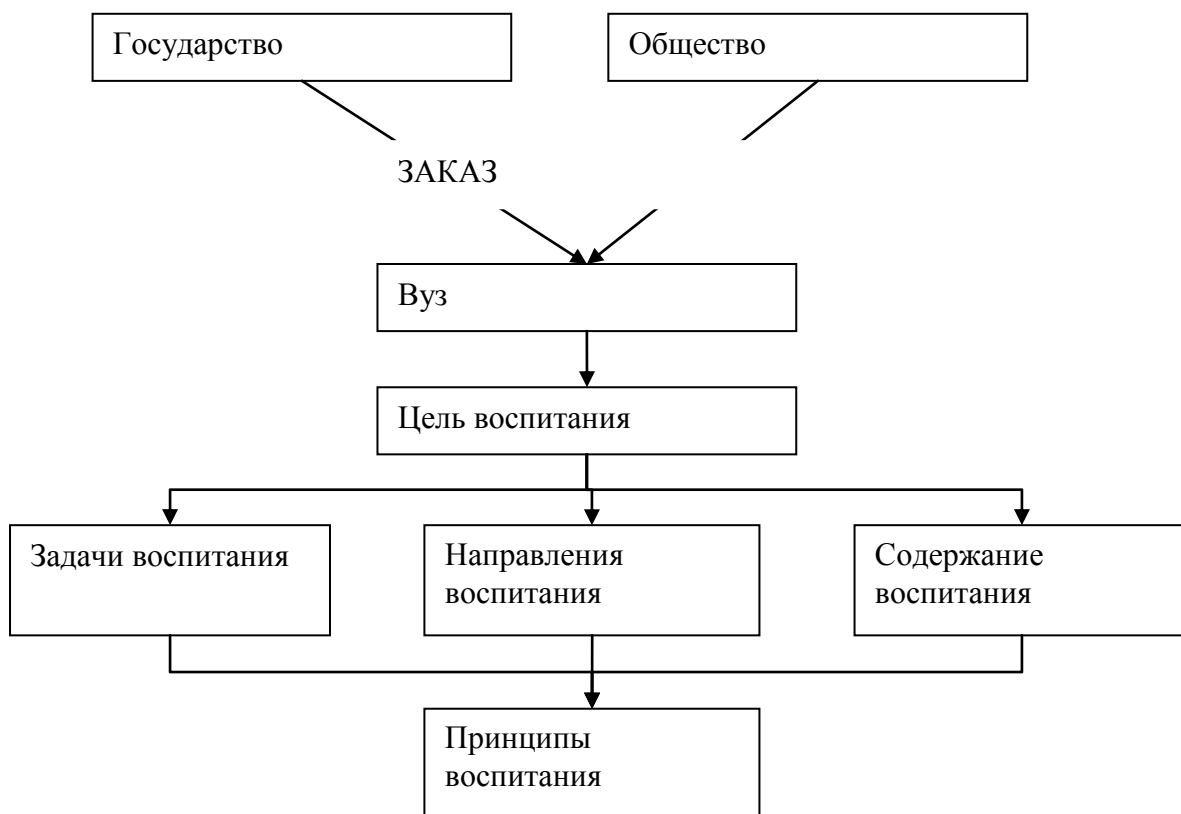 Государство
Общество
ЗАКАЗ
Вуз
Цель воспитания
Задачи воспитания
Направления
воспитания
Содержание
воспитания
Принципы
воспитания